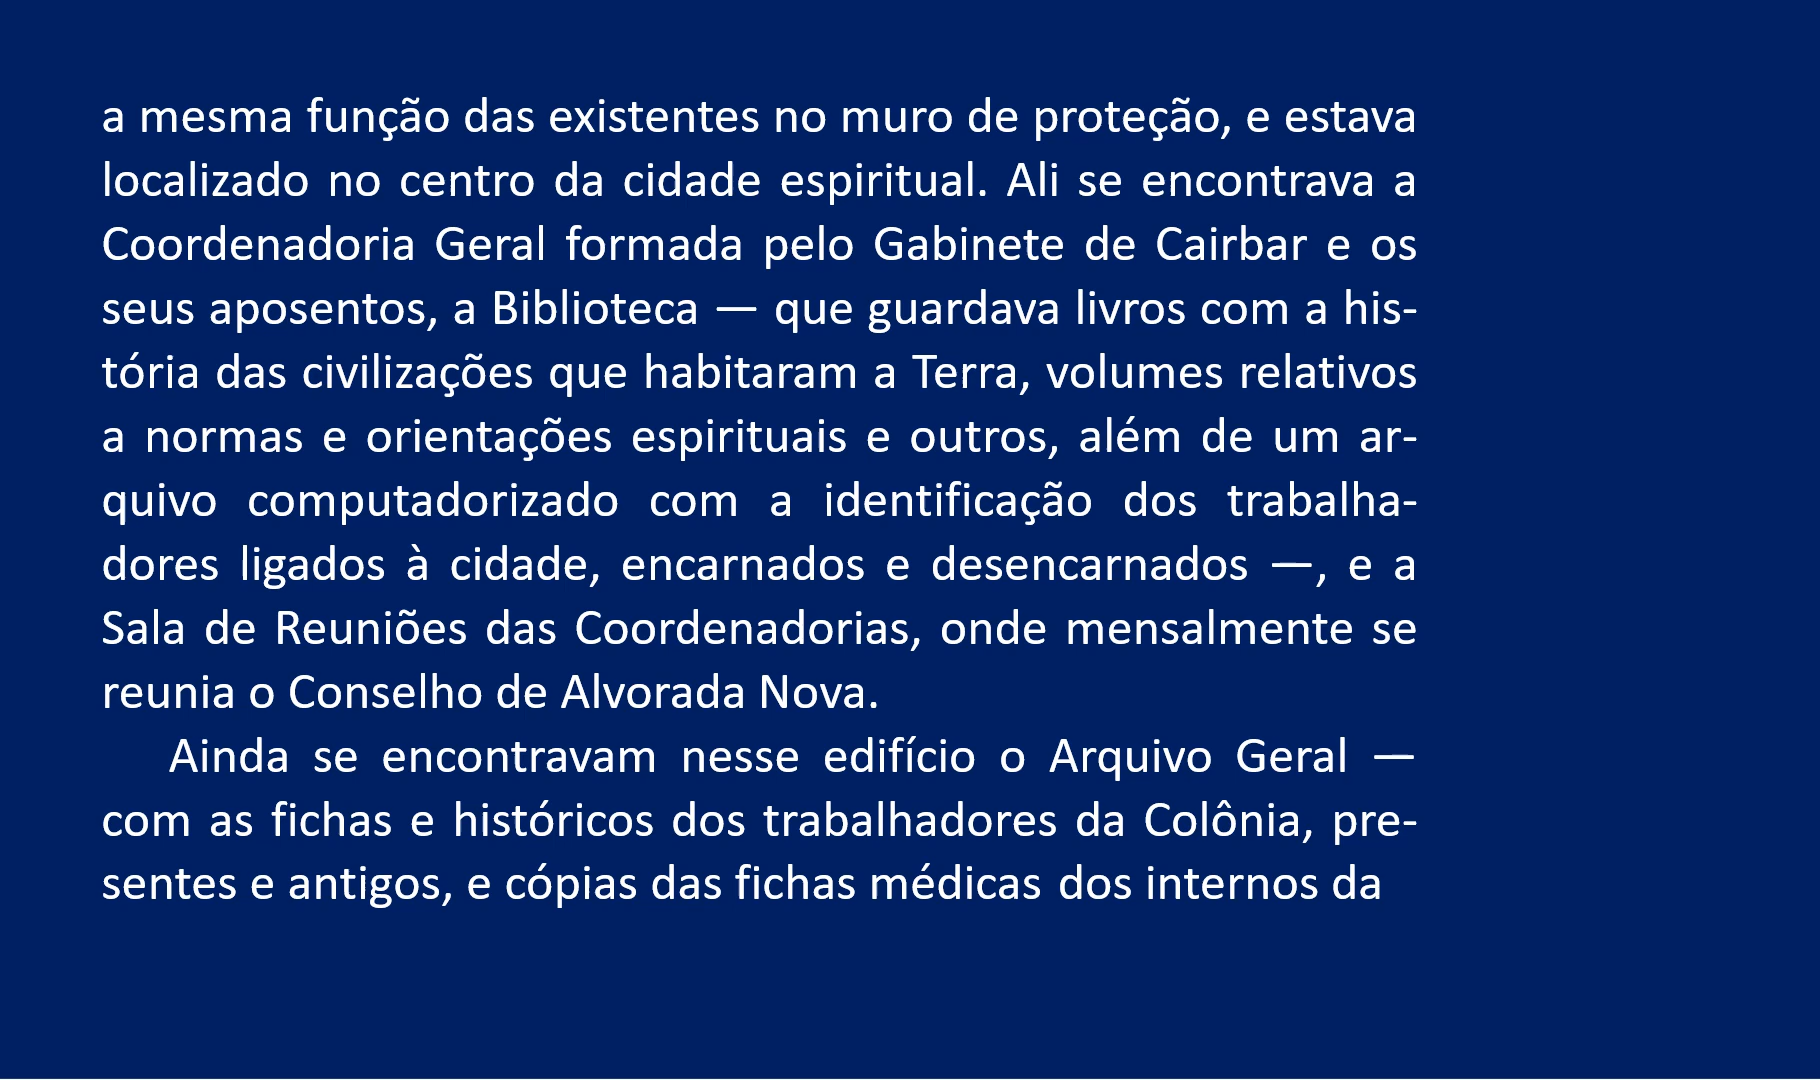 a mesma função das existentes no muro de proteção, e estava
localizado no centro da cidade espiritual. Ali se encontrava a
Coordenadoria Geral formada pelo Gabinete de Cairbar e os
seus aposentos, a Biblioteca — que guardava livros com a his-
tória das civilizações que habitaram a Terra, volumes relativos
a normas e orientações espirituais e outros, além de um ar-
quivo computadorizado com a identificação dos trabalha-
dores ligados à cidade, encarnados e desencarnados —, e a
Sala de Reuniões das Coordenadorias, onde mensalmente se
reunia o Conselho de Alvorada Nova.
Ainda se encontravam nesse edifício o Arquivo Geral —
com as fichas e históricos dos trabalhadores da Colônia, pre-
sentes e antigos, e cópias das fichas médicas dos internos da